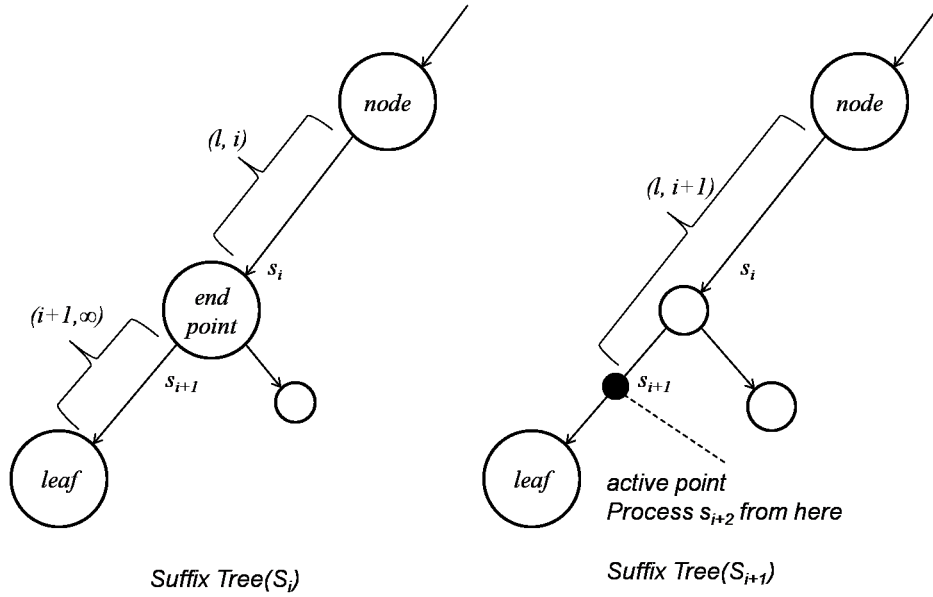 node
(l, i)
s_i
end
point
(i+1,∞)
s_{i+1}
leaf
Suffix Tree(S_i)
node
(l, i+1)
s_i
s_{i+1}
leaf
active point
Process s_{i+2} from here
Suffix Tree(S_{i+1})